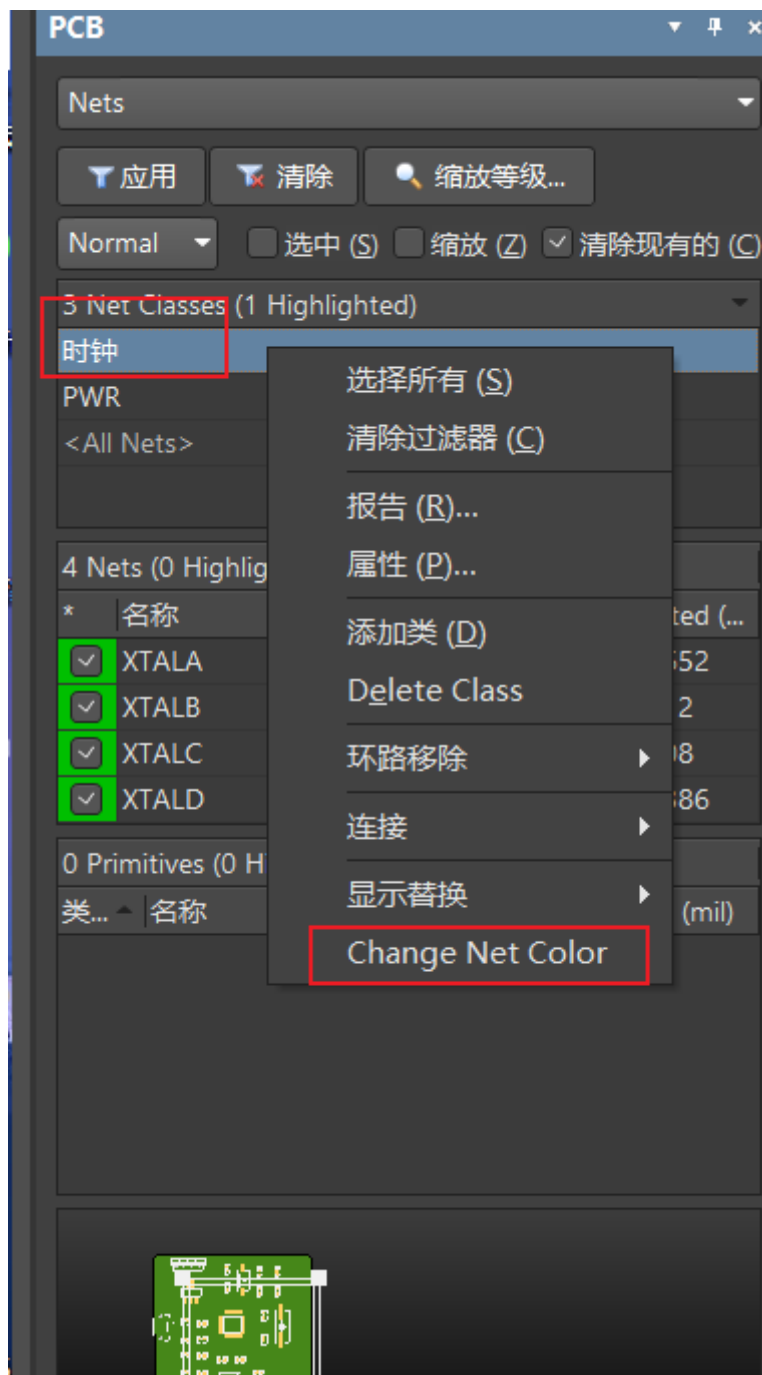 PCB
Nets
应用 清除 缩放等级...
Normal 选中 (S) 缩放 (Z) 清除现有的 (C)
3 Net Classes (1 Highlighted)
时钟
PWR
<All Nets>
选择所有 (S)
清除过滤器 (C)
报告 (R)...
属性 (P)...
添加类 (D)
Delete Class
环路移除
连接
显示替换
Change Net Color
4 Nets (0 Highlig
* 名称 ted (...
XTALA 552
XTALB 2
XTALC 98
XTALD 386
0 Primitives (0 H
类... 名称 (mil)